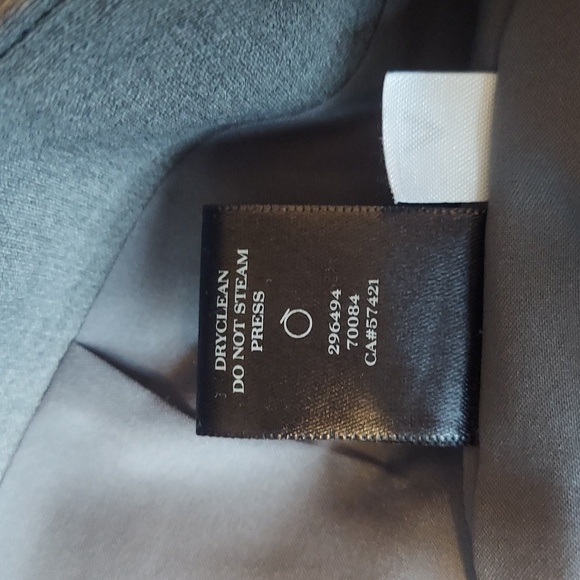 DRYCLEAN
DO NOT STEAM
PRESS
296494
70084
CA#57421